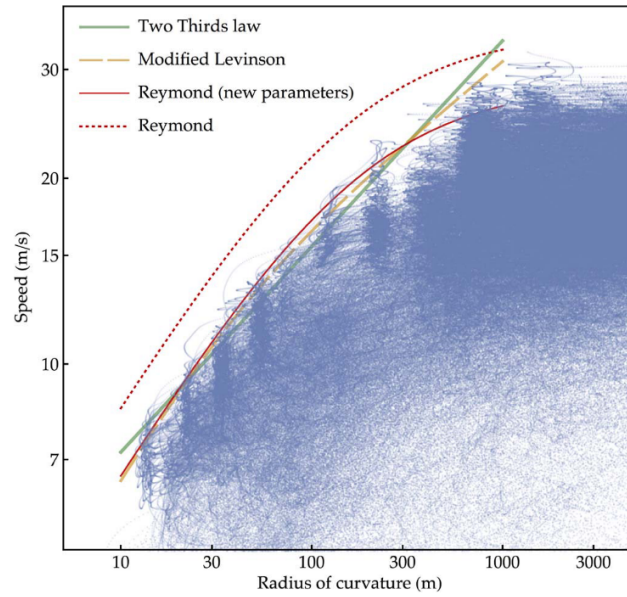 Two Thirds law
Modified Levinson
Reymond (new parameters)
Reymond
30
20
15
10
7
Speed (m/s)
10 30 100 300 1000 3000
Radius of curvature (m)